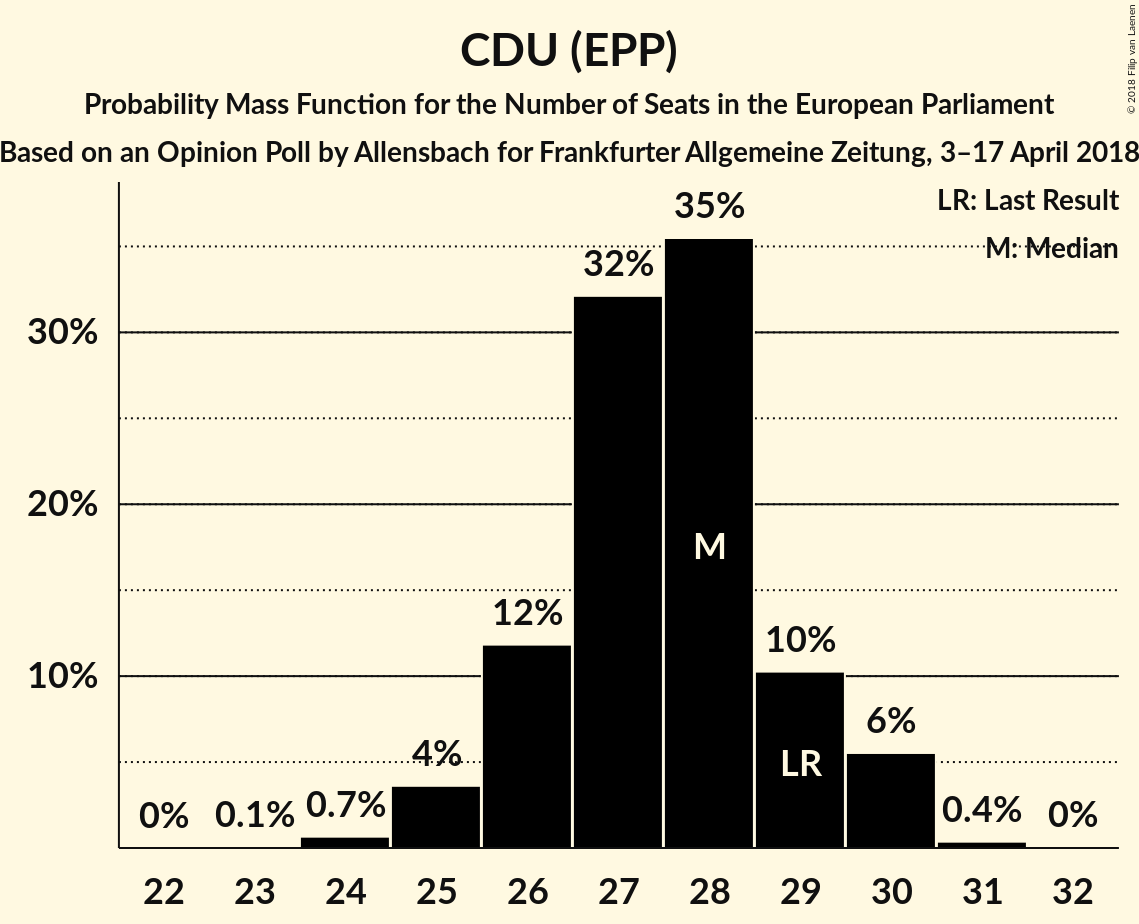 CDU (EPP)
Probability Mass Function for the Number of Seats in the European Parliament
Based on an Opinion Poll by Allensbach for Frankfurter Allgemeine Zeitung, 3–17 April 2018
© 2018 Filip van Laenen
LR: Last Result
M: Median
30%
20%
10%
0%
0.1%
0.7%
4%
12%
32%
35%
10%
6%
0.4%
0%
M
LR
22 23 24 25 26 27 28 29 30 31 32